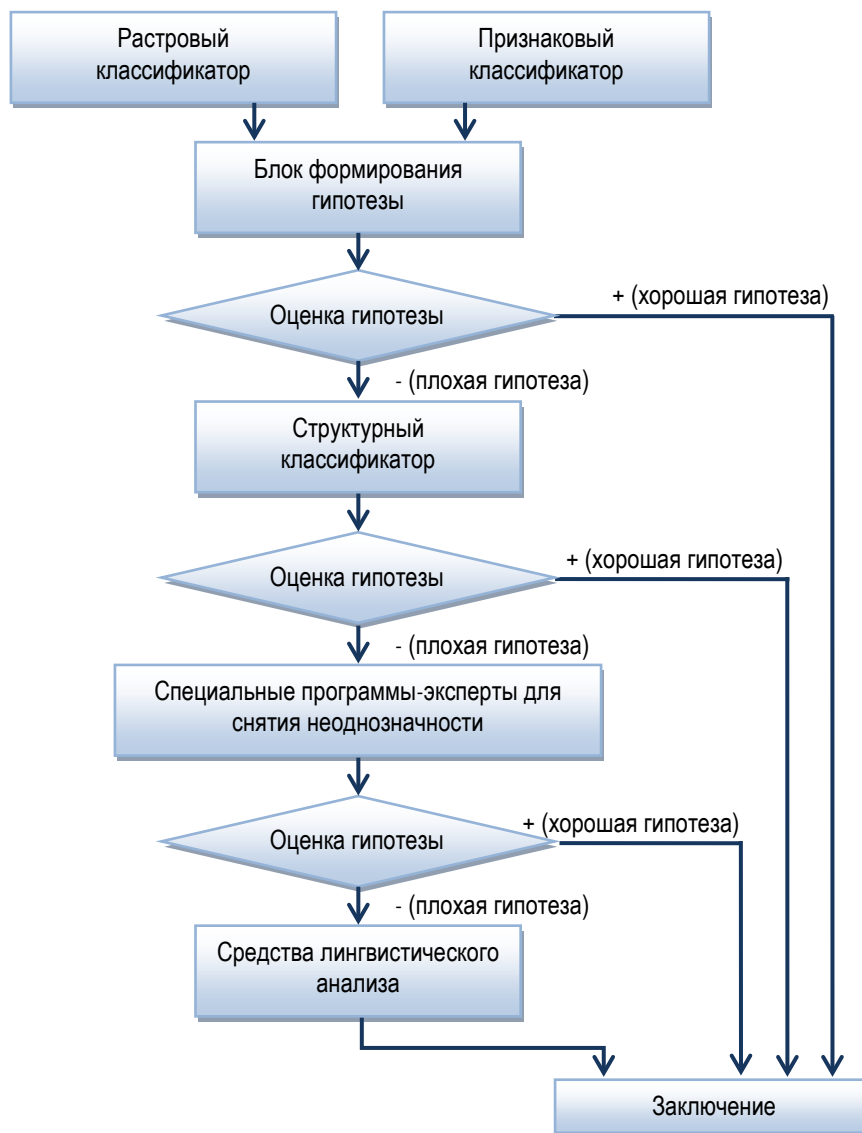 Растровый
классификатор
Признаковый
классификатор
Блок формирования
гипотезы
Оценка гипотезы
+ (хорошая гипотеза)
- (плохая гипотеза)
Структурный
классификатор
Оценка гипотезы
+ (хорошая гипотеза)
- (плохая гипотеза)
Специальные программы-эксперты для
снятия неоднозначности
Оценка гипотезы
+ (хорошая гипотеза)
- (плохая гипотеза)
Средства лингвистического
анализа
Заключение